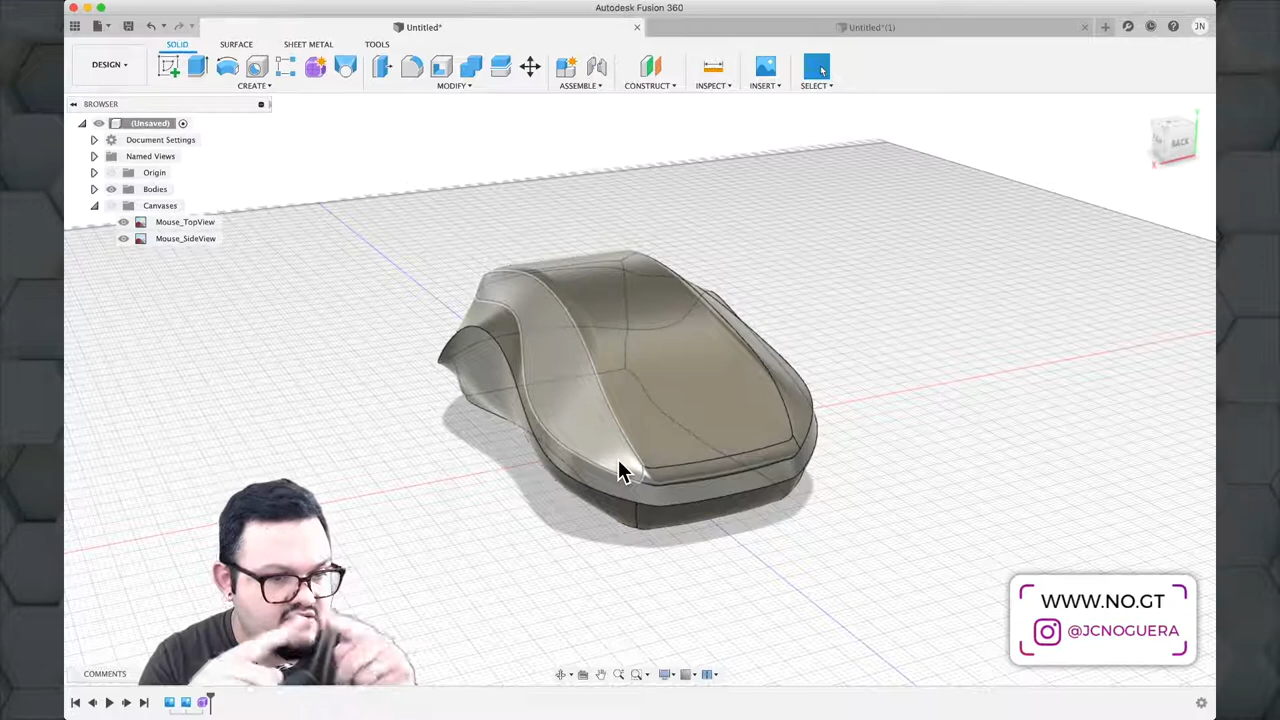 Autodesk Fusion 360
Untitled*
Untitled*(1)
JN
DESIGN
SOLID
SURFACE
SHEET METAL
TOOLS
CREATE
MODIFY
ASSEMBLE
CONSTRUCT
INSPECT
INSERT
SELECT
BROWSER
(Unsaved)
Document Settings
Named Views
Origin
Bodies
Canvases
Mouse_TopView
Mouse_SideView
BACK
X
WWW.NO.GT
@JCNOGUERA
COMMENTS